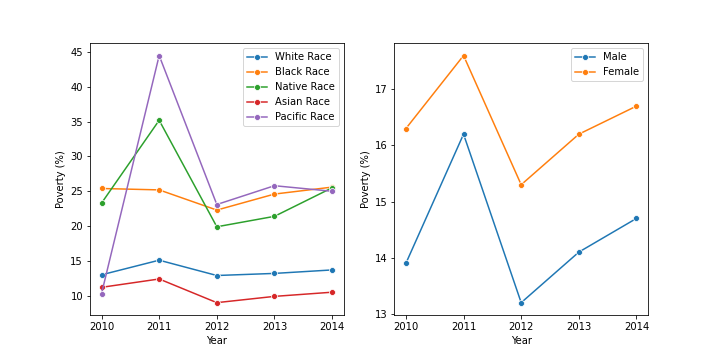 45
40
35
30
25
20
15
10
Poverty (%)
2010
2011
2012
2013
2014
Year
White Race
Black Race
Native Race
Asian Race
Pacific Race
17
16
15
14
13
Poverty (%)
2010
2011
2012
2013
2014
Year
Male
Female